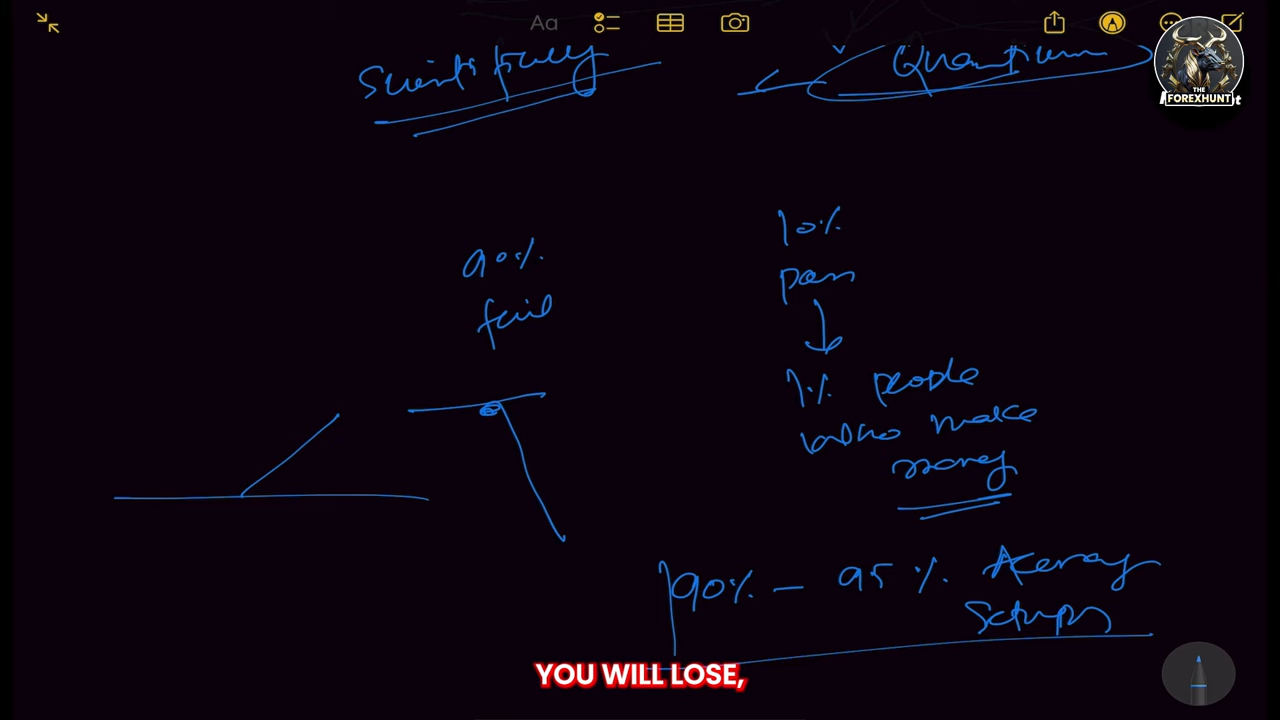 Aa
Scientifically
Quantum
THE
FOREXHUNT
90%
fail
10%
pass
1% people
who make
money
90% - 95% Accuracy
Setups
YOU WILL LOSE,